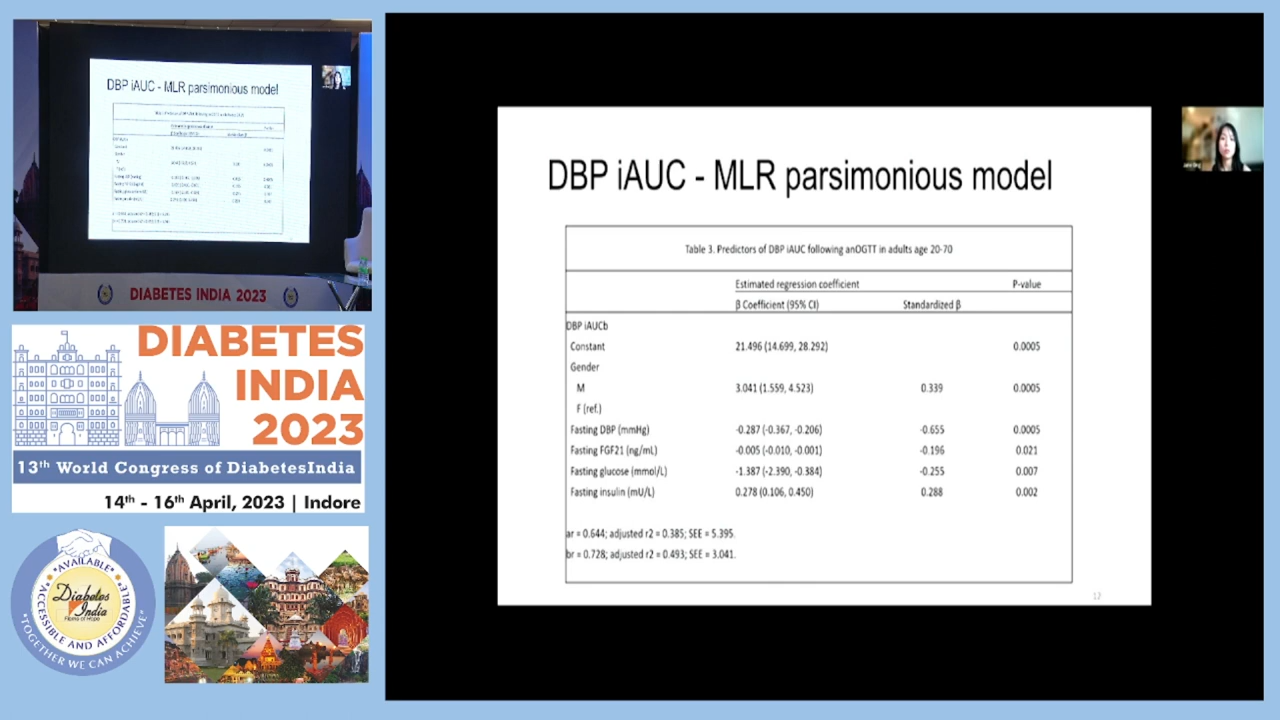 DBP iAUC - MLR parsimonious model
DIABETES INDIA 2023
DIABETES
INDIA
2023
13th World Congress of DiabetesIndia
14th - 16th April, 2023 | Indore
•AVAILABLE•
ACCESSIBLE AND AFFORDABLE
Diabetes
India
"TOGETHER WE CAN ACHIEVE"
DBP iAUC - MLR parsimonious model
Table 3. Predictors of DBP iAUC following anOGTT in adults age 20-70
Estimated regression coefficient P-value
β Coefficient (95% CI) Standardized β
DBP iAUCb
Constant 21.496 (14.699, 28.292) 0.0005
Gender
M 3.041 (1.559, 4.523) 0.339 0.0005
F (ref.)
Fasting DBP (mmHg) -0.287 (-0.367, -0.206) -0.655 0.0005
Fasting FGF21 (ng/mL) -0.005 (-0.010, -0.001) -0.196 0.021
Fasting glucose (mmol/L) -1.387 (-2.390, -0.384) -0.255 0.007
Fasting insulin (mU/L) 0.278 (0.106, 0.450) 0.288 0.002
ar = 0.644; adjusted r2 = 0.385; SEE = 5.395.
br = 0.728; adjusted r2 = 0.493; SEE = 3.041.
12